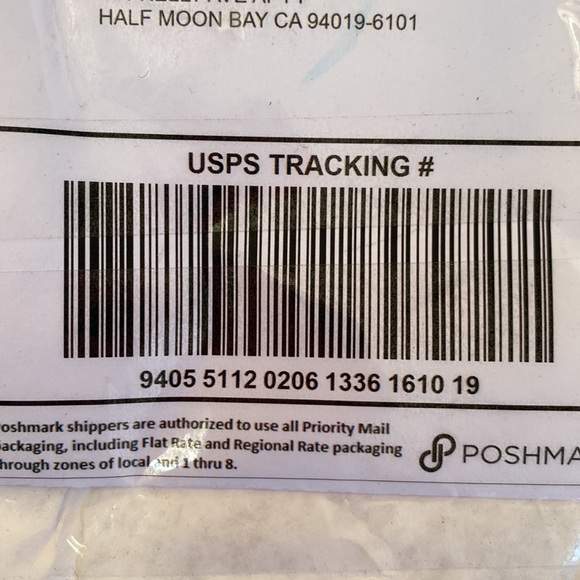 HALF MOON BAY CA 94019-6101
USPS TRACKING #
9405 5112 0206 1336 1610 19
oshmark shippers are authorized to use all Priority Mail
ackaging, including Flat Rate and Regional Rate packaging
hrough zones of local and 1 thru 8.
POSHMA